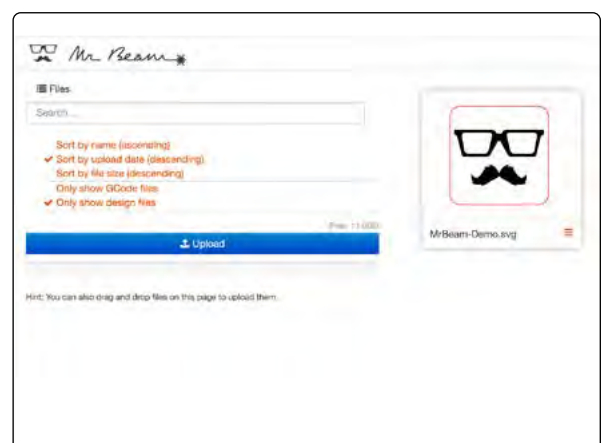 Mr Beam
Files
Search...
Sort by name (ascending)
Sort by upload date (descending)
Sort by file size (descending)
Only show GCode files
Only show design files
Upload
MrBeam-Demo.svg
Hint: You can also drag and drop files on this page to upload them.